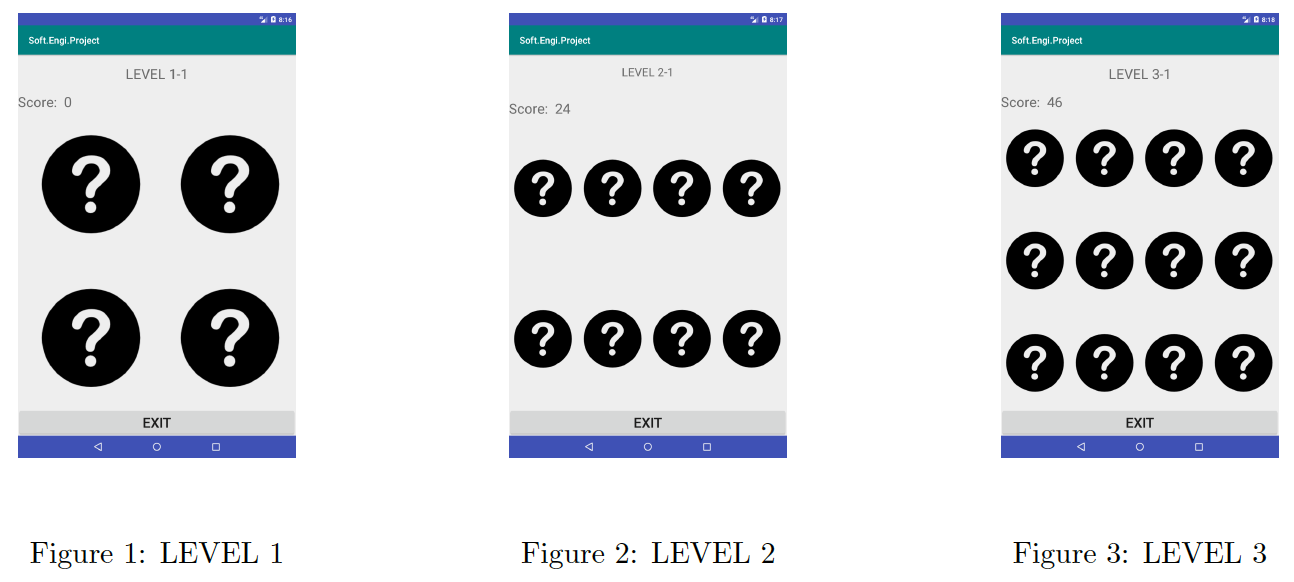 8:16
Soft.Engi.Project
LEVEL 1-1
Score: 0
? ?
? ?
EXIT
Figure 1: LEVEL 1
8:17
Soft.Engi.Project
LEVEL 2-1
Score: 24
? ? ? ?
? ? ? ?
EXIT
Figure 2: LEVEL 2
8:18
Soft.Engi.Project
LEVEL 3-1
Score: 46
? ? ? ?
? ? ? ?
? ? ? ?
EXIT
Figure 3: LEVEL 3